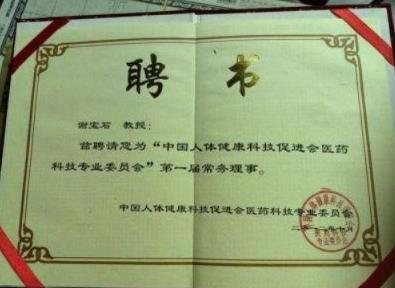 聘书
谢宝石 教授：
兹聘请您为“中国人体健康科技促进会医药
科技专业委员会”第一届常务理事。
中国人体健康科技促进会医药科技专业委员会